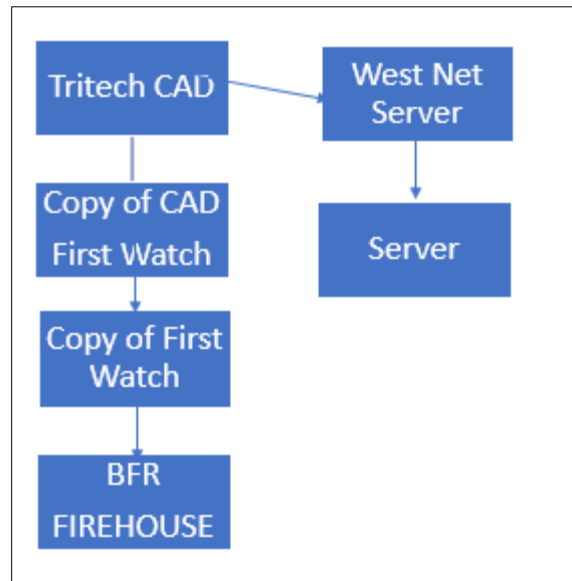 Tritech CAD
West Net
Server
Copy of CAD
First Watch
Server
Copy of First
Watch
BFR
FIREHOUSE